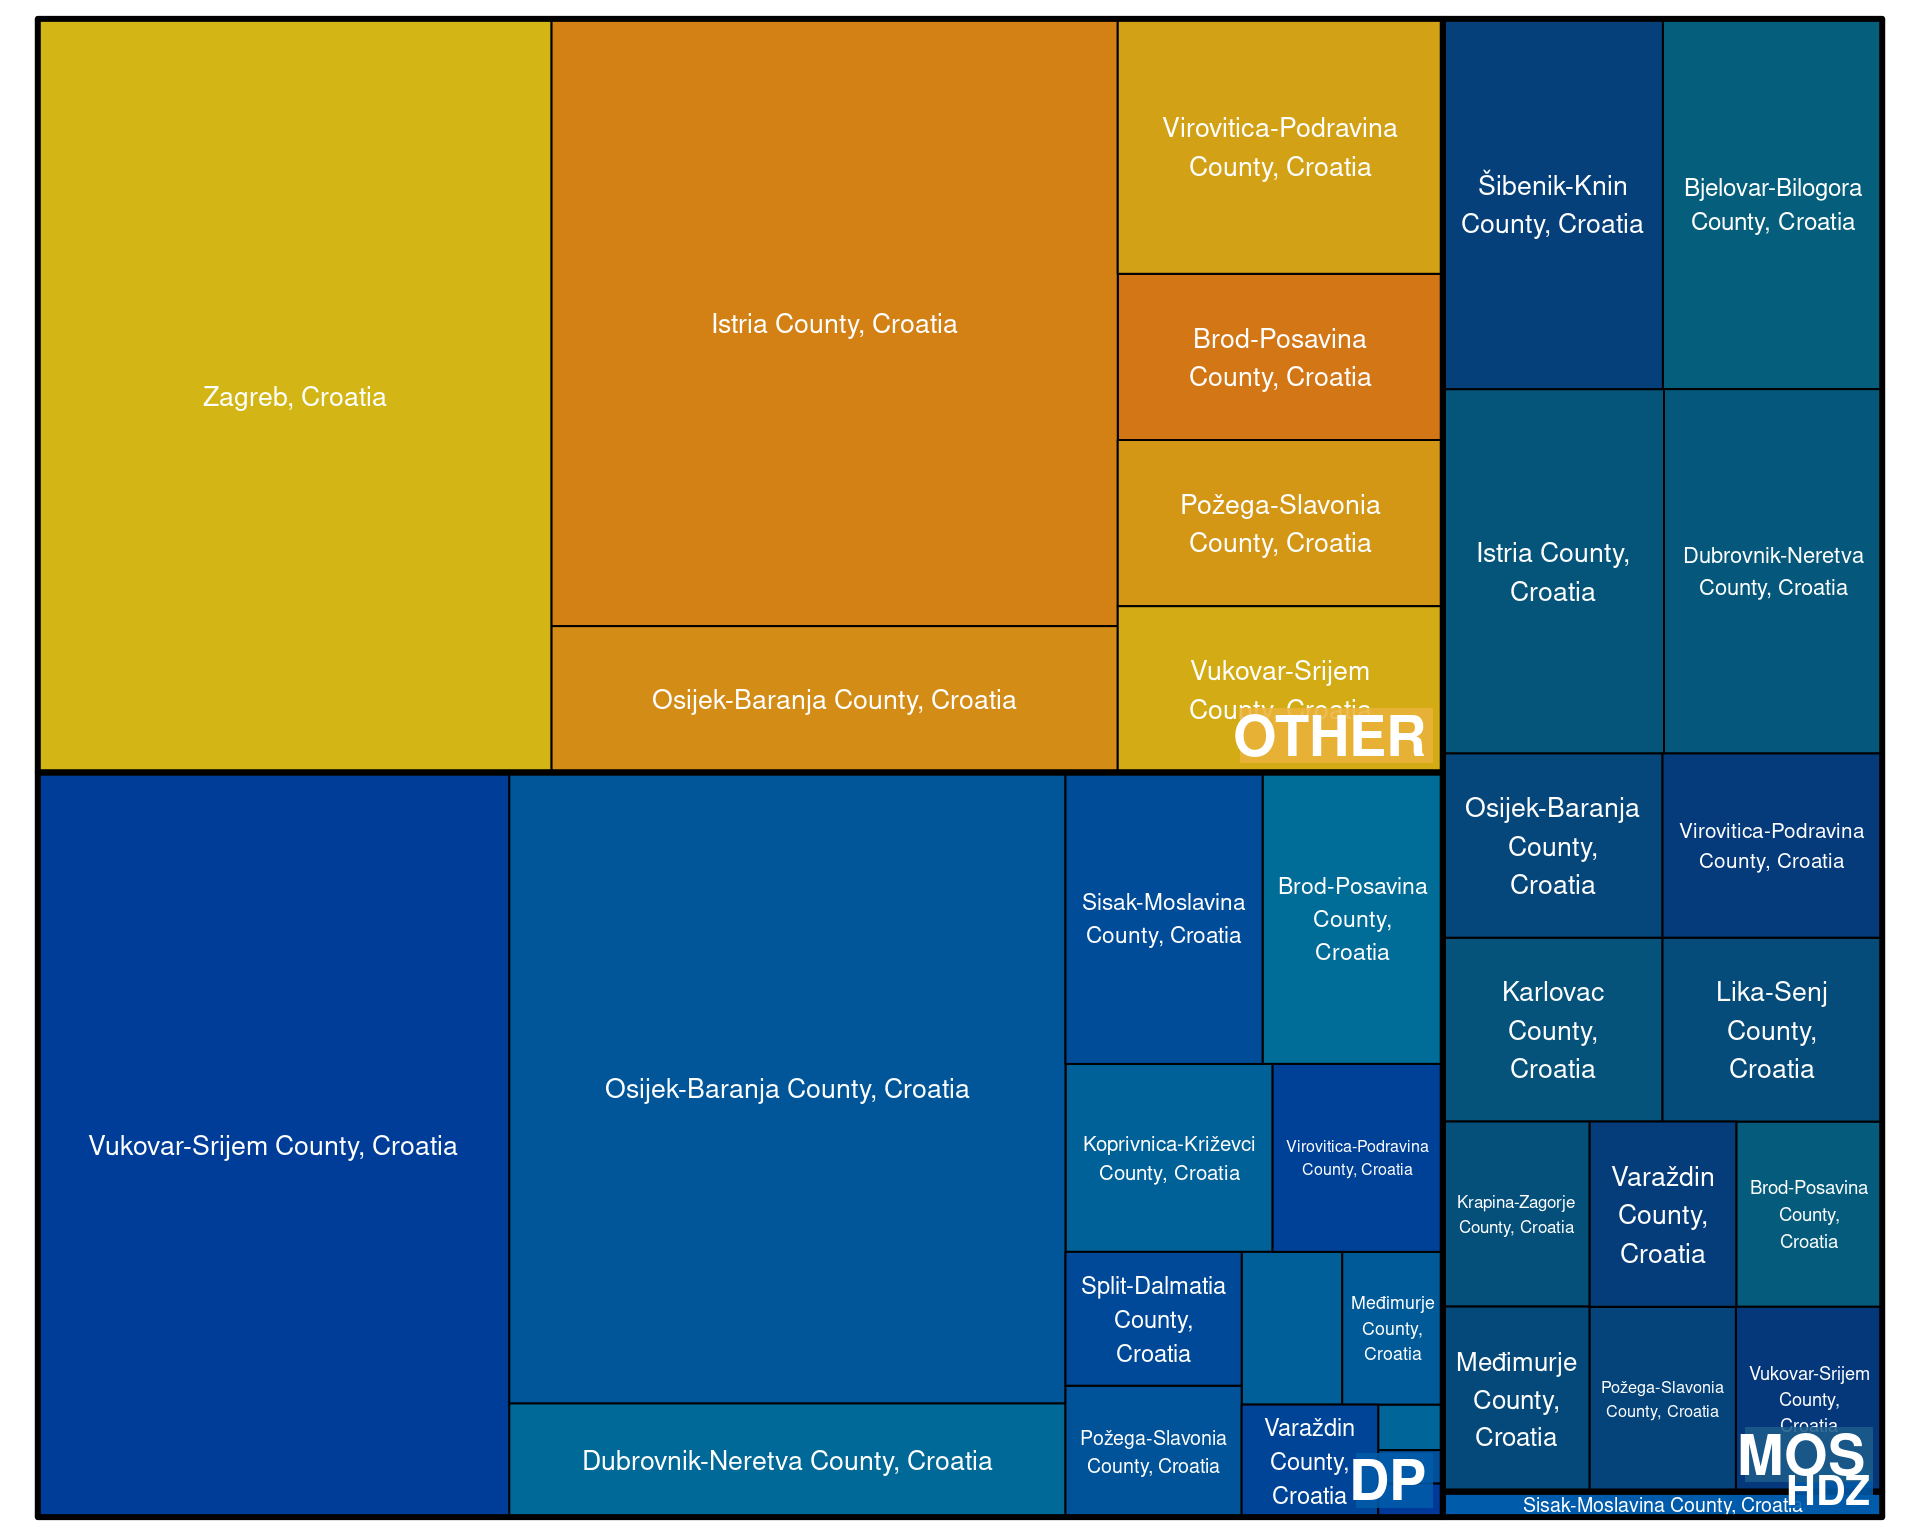 Zagreb, Croatia
Istria County, Croatia
Osijek-Baranja County, Croatia
Virovitica-Podravina
County, Croatia
Brod-Posavina
County, Croatia
Požega-Slavonia
County, Croatia
Vukovar-Srijem
County, Croatia
OTHER
Vukovar-Srijem County, Croatia
Osijek-Baranja County, Croatia
Dubrovnik-Neretva County, Croatia
Sisak-Moslavina
County, Croatia
Brod-Posavina
County,
Croatia
Koprivnica-Križevci
County, Croatia
Virovitica-Podravina
County, Croatia
Split-Dalmatia
County,
Croatia
Međimurje
County,
Croatia
Požega-Slavonia
County, Croatia
Varaždin
County,
Croatia
DP
Šibenik-Knin
County, Croatia
Bjelovar-Bilogora
County, Croatia
Istria County,
Croatia
Dubrovnik-Neretva
County, Croatia
Osijek-Baranja
County,
Croatia
Virovitica-Podravina
County, Croatia
Karlovac
County,
Croatia
Lika-Senj
County,
Croatia
Krapina-Zagorje
County, Croatia
Varaždin
County,
Croatia
Brod-Posavina
County,
Croatia
Međimurje
County,
Croatia
Požega-Slavonia
County, Croatia
Vukovar-Srijem
County,
Croatia
MOS
HDZ
Sisak-Moslavina County, Croatia